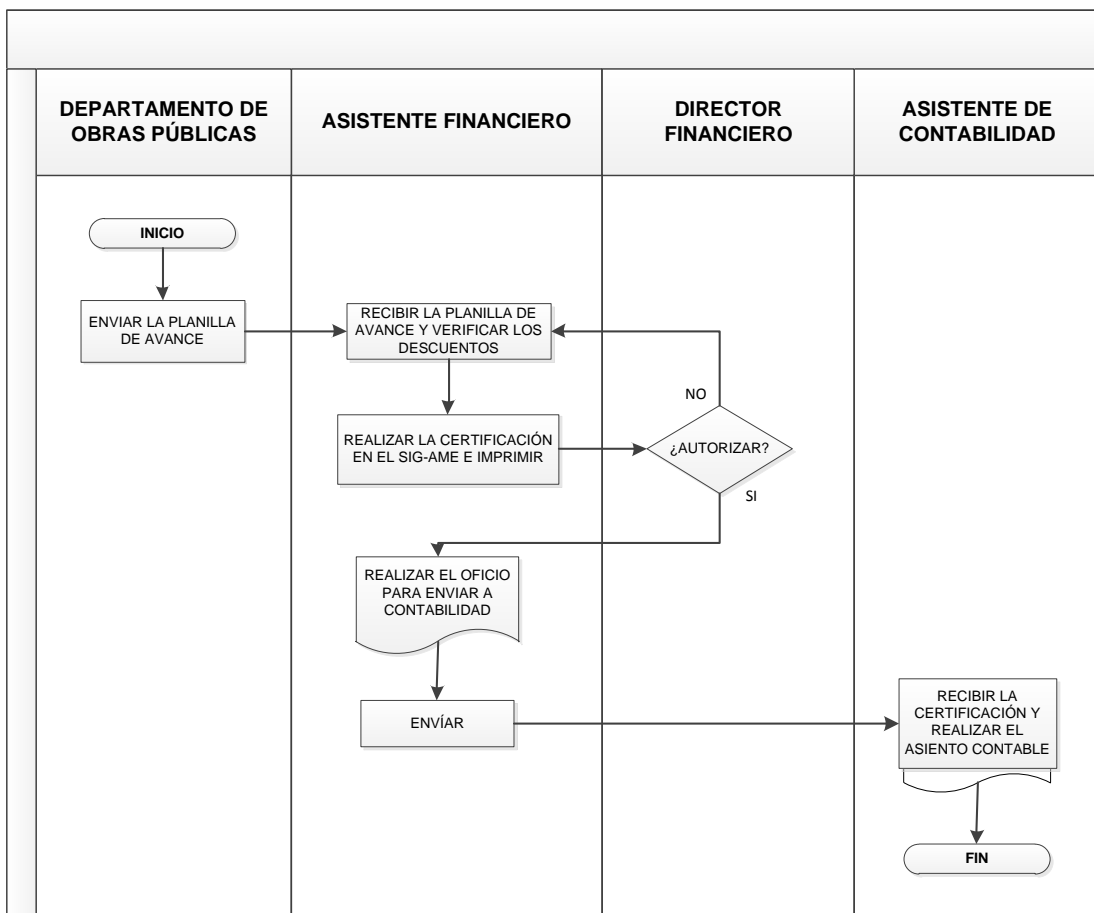 DEPARTAMENTO DE
OBRAS PÚBLICAS
ASISTENTE FINANCIERO
DIRECTOR
FINANCIERO
ASISTENTE DE
CONTABILIDAD
INICIO
ENVIAR LA PLANILLA
DE AVANCE
RECIBIR LA PLANILLA DE
AVANCE Y VERIFICAR LOS
DESCUENTOS
NO
REALIZAR LA CERTIFICACIÓN
EN EL SIG-AME E IMPRIMIR
¿AUTORIZAR?
SI
REALIZAR EL OFICIO
PARA ENVIAR A
CONTABILIDAD
ENVÍAR
RECIBIR LA
CERTIFICACIÓN Y
REALIZAR EL
ASIENTO CONTABLE
FIN